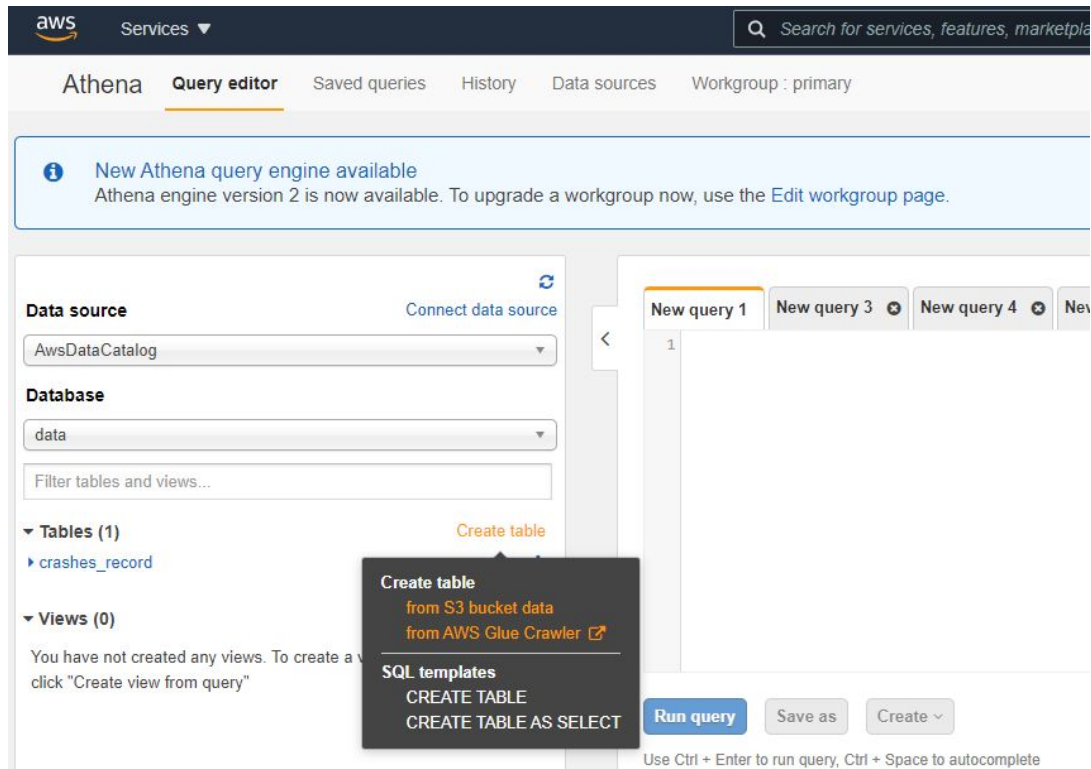 aws Services ▼ Search for services, features, marketpla
Athena Query editor Saved queries History Data sources Workgroup : primary
New Athena query engine available
Athena engine version 2 is now available. To upgrade a workgroup now, use the Edit workgroup page.
Data source Connect data source
AwsDataCatalog
Database
data
Filter tables and views...
Tables (1) Create table
crashes_record
Views (0)
You have not created any views. To create a
click "Create view from query"
Create table
from S3 bucket data
from AWS Glue Crawler
SQL templates
CREATE TABLE
CREATE TABLE AS SELECT
New query 1 New query 3 New query 4 Nev
1
Run query Save as Create
Use Ctrl + Enter to run query, Ctrl + Space to autocomplete